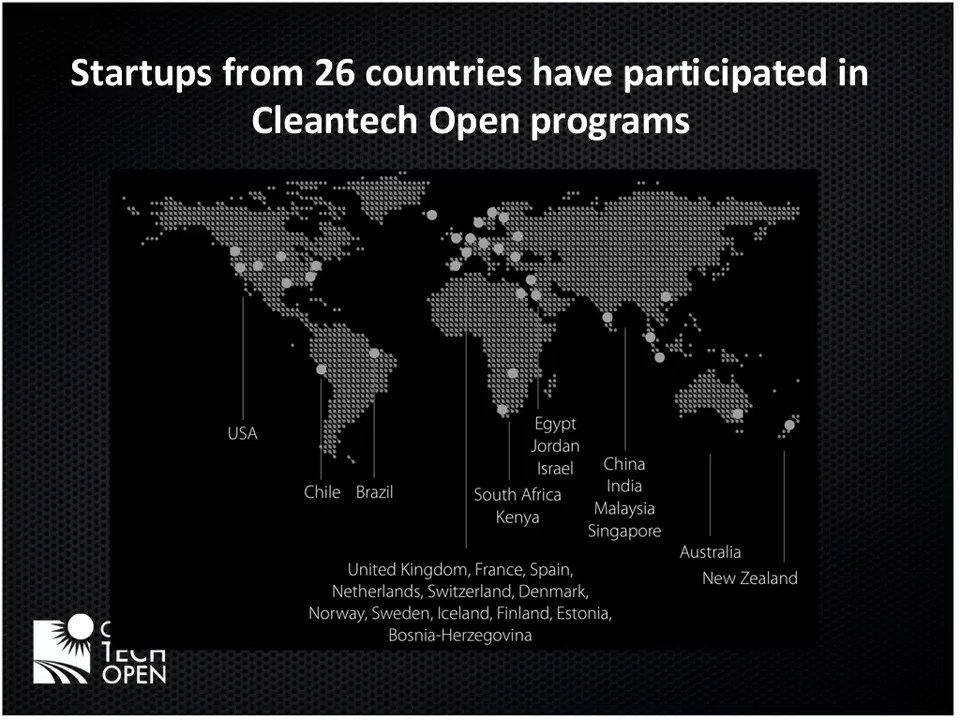 Startups from 26 countries have participated in
Cleantech Open programs
USA
Chile
Brazil
South Africa
Kenya
Egypt
Jordan
Israel
China
India
Malaysia
Singapore
Australia
New Zealand
United Kingdom, France, Spain,
Netherlands, Switzerland, Denmark,
Norway, Sweden, Iceland, Finland, Estonia,
Bosnia-Herzegovina
TECH
OPEN